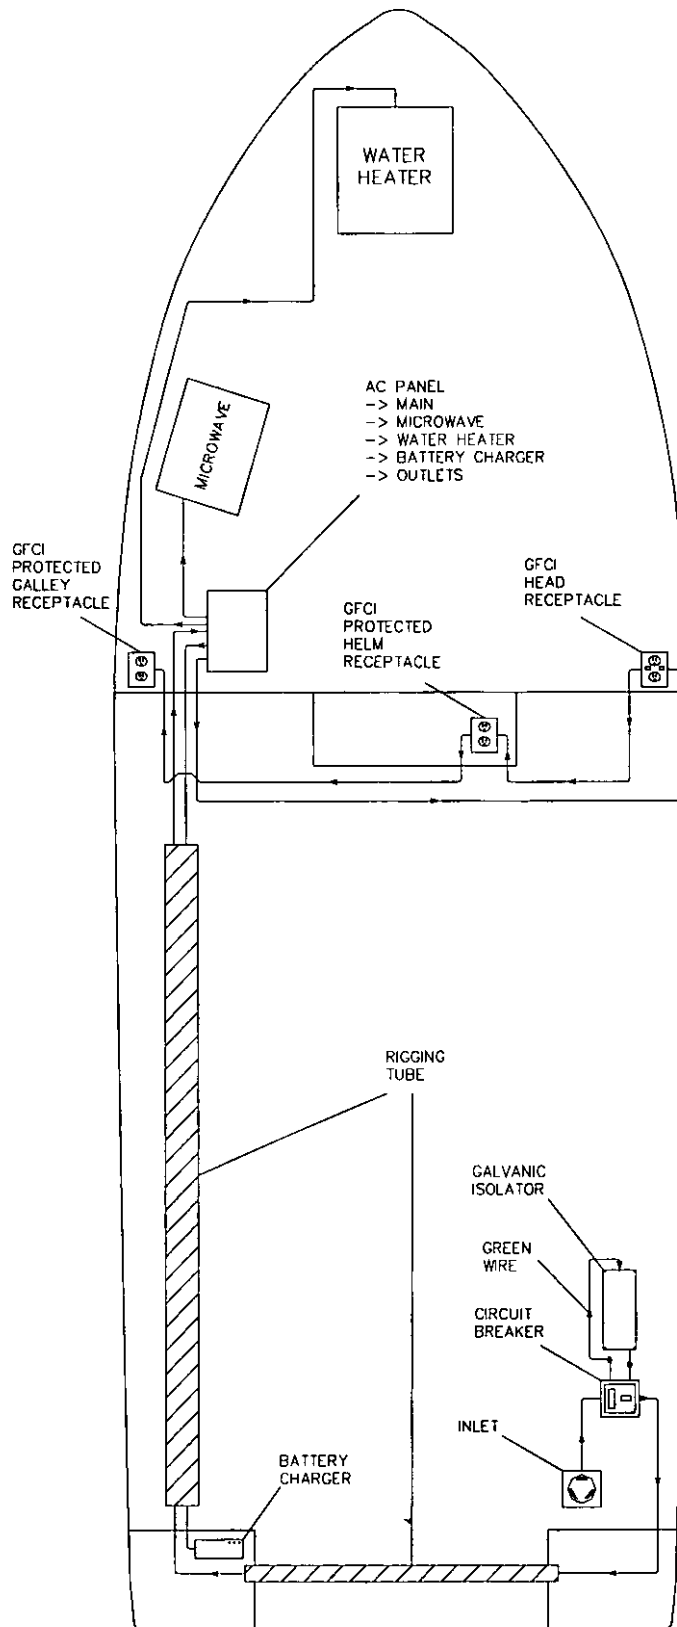 WATER
HEATER
MICROWAVE
AC PANEL
-> MAIN
-> MICROWAVE
-> WATER HEATER
-> BATTERY CHARGER
-> OUTLETS
GFCI
PROTECTED
GALLEY
RECEPTACLE
GFCI
PROTECTED
HELM
RECEPTACLE
GFCI
HEAD
RECEPTACLE
RIGGING
TUBE
GALVANIC
ISOLATOR
GREEN
WIRE
CIRCUIT
BREAKER
INLET
BATTERY
CHARGER